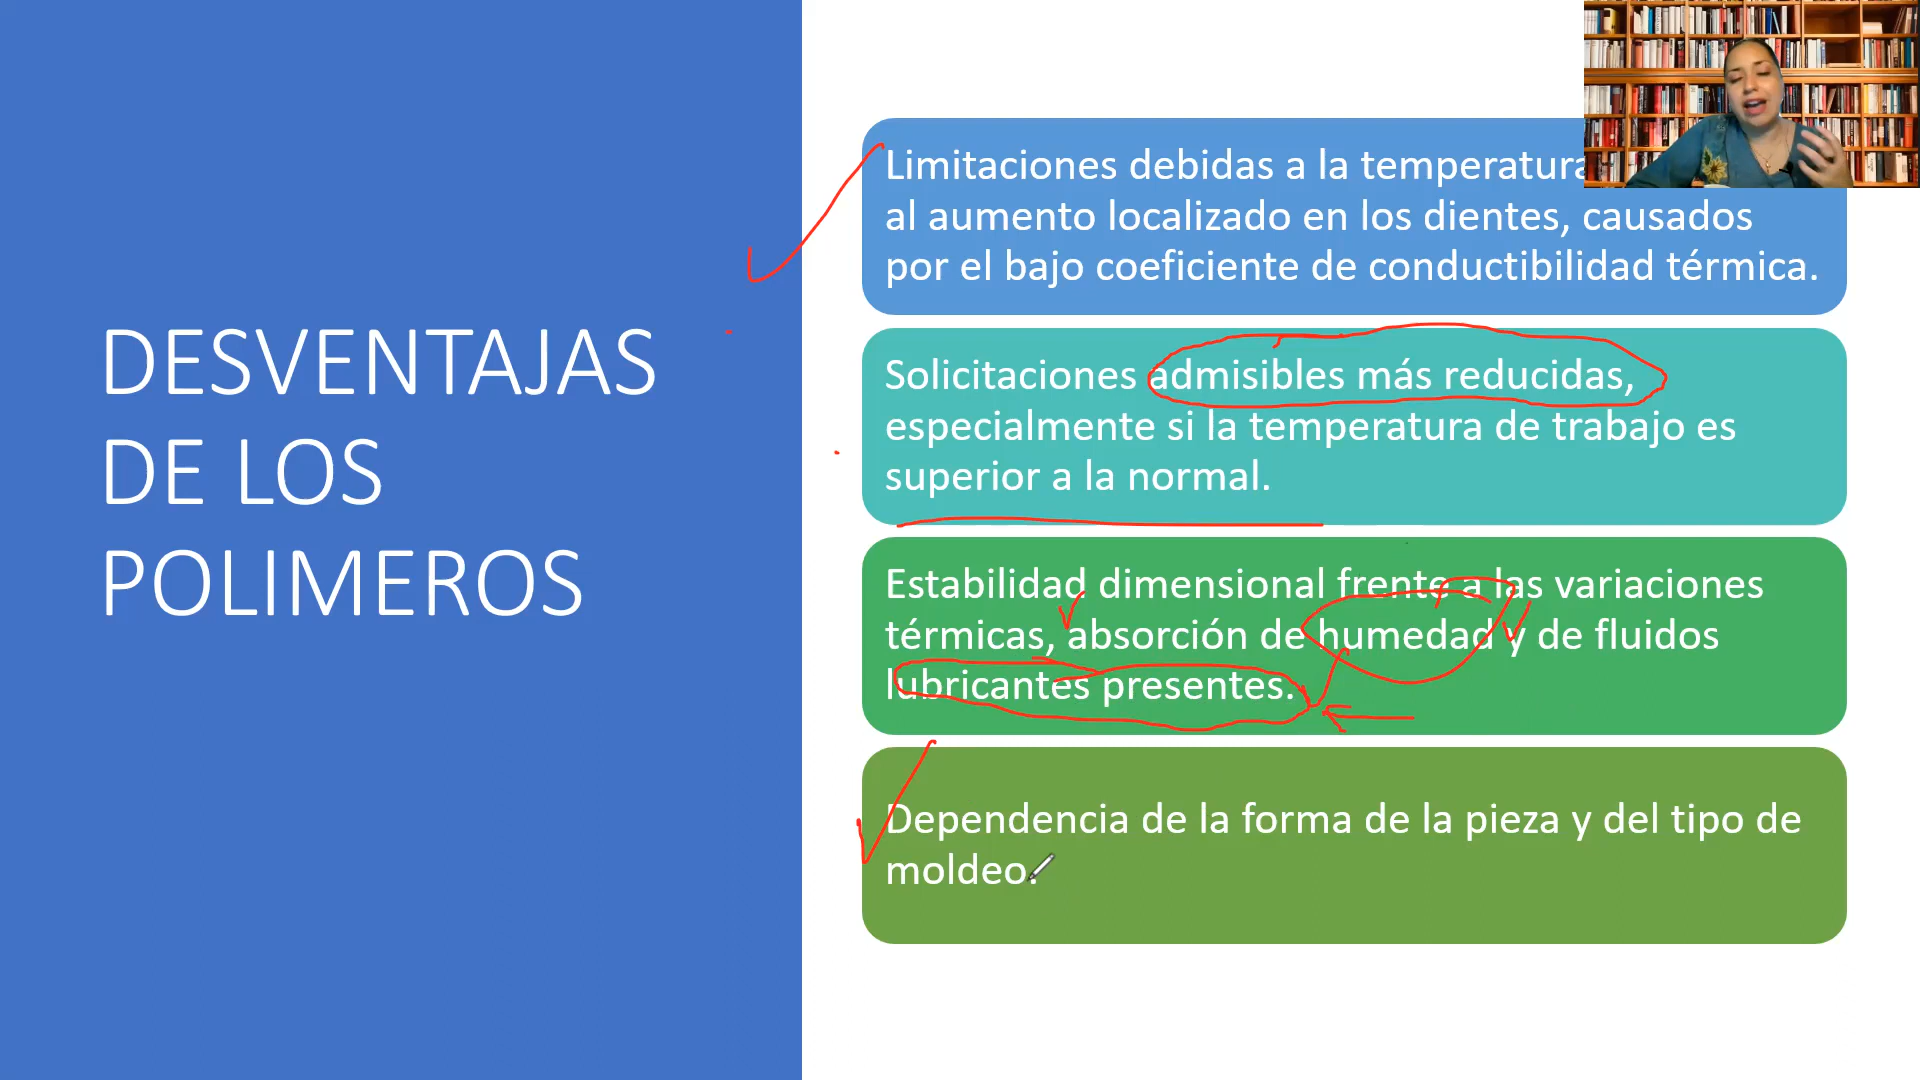 DESVENTAJAS
DE LOS
POLIMEROS
Limitaciones debidas a la temperatura
al aumento localizado en los dientes, causados
por el bajo coeficiente de conductibilidad térmica.
Solicitaciones admisibles más reducidas,
especialmente si la temperatura de trabajo es
superior a la normal.
Estabilidad dimensional frente a las variaciones
térmicas, absorción de humedad y de fluidos
lubricantes presentes.
Dependencia de la forma de la pieza y del tipo de
moldeo.